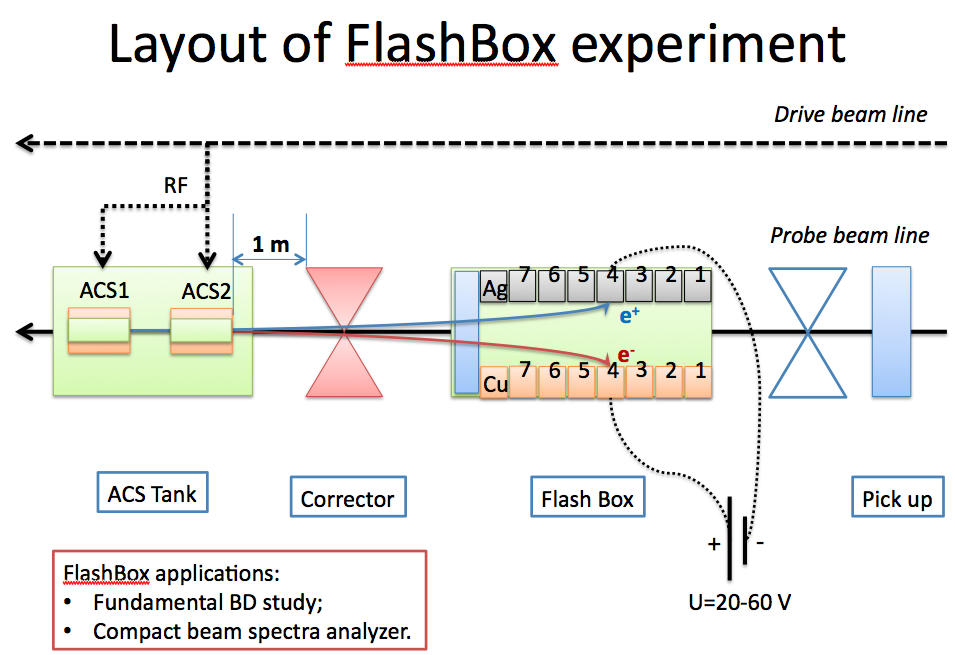 Layout of FlashBox experiment
Drive beam line
RF
Probe beam line
1 m
ACS1
ACS2
Ag 7 6 5 4 3 2 1
e+
e-
Cu 7 6 5 4 3 2 1
ACS Tank
Corrector
Flash Box
Pick up
+ -
U=20-60 V
FlashBox applications:
• Fundamental BD study;
• Compact beam spectra analyzer.